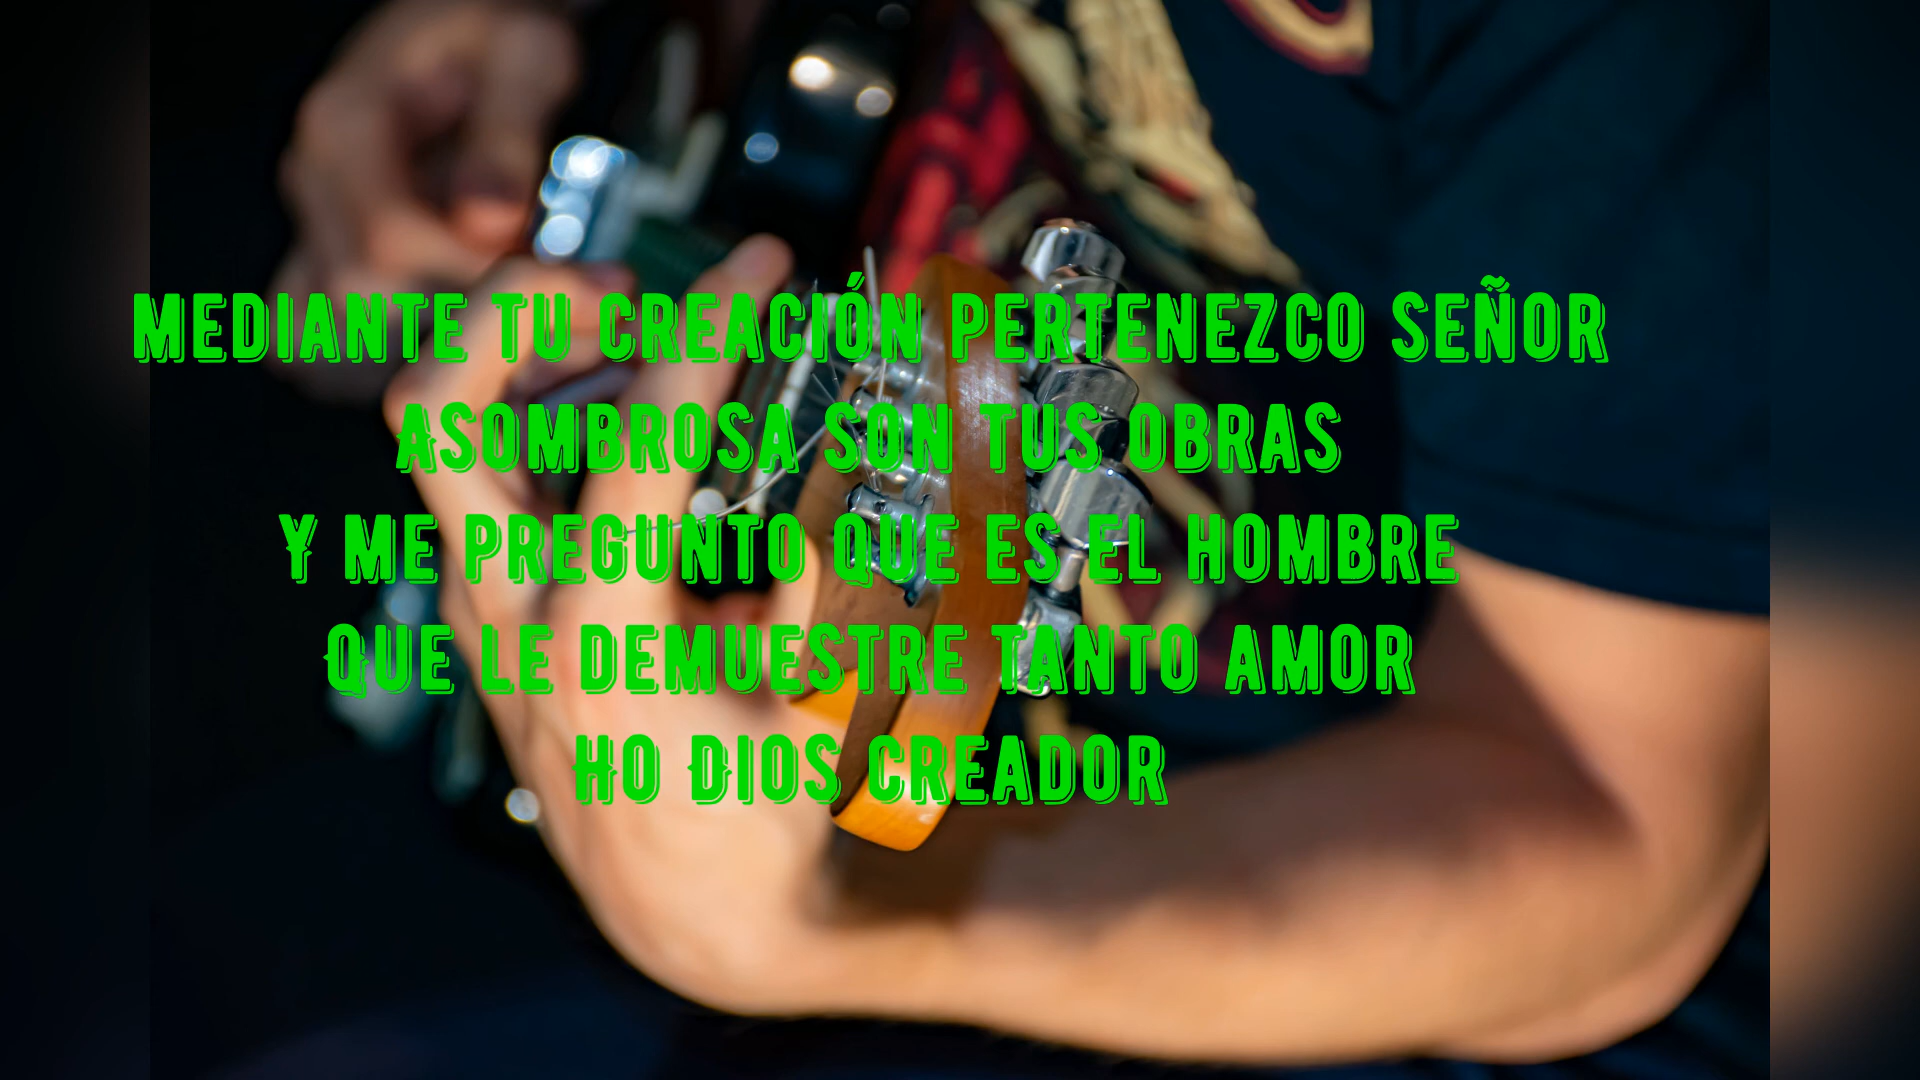 Mediante tu creación pertenezco Señor
Asombrosa son tus obras
Y me pregunto que es el hombre
Que le demuestre tanto amor
Ho Dios creador